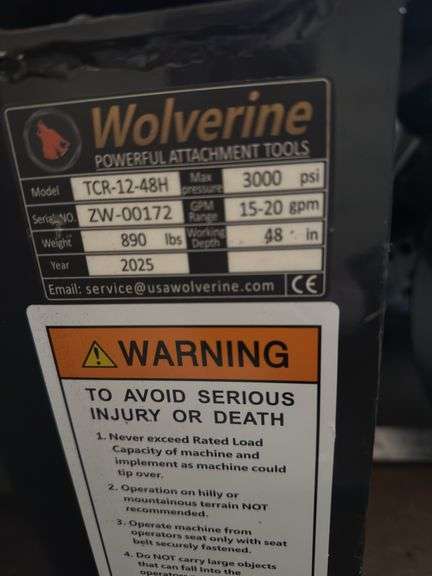 Wolverine
POWERFUL ATTACHMENT TOOLS
Model TCR-12-48H Max pressure 3000 psi
Serial NO. ZW-00172 GPM Range 15-20 gpm
Weight 890 lbs Working Depth 48 in
Year 2025
Email: service@usawolverine.com CE
WARNING
TO AVOID SERIOUS
INJURY OR DEATH
1. Never exceed Rated Load
Capacity of machine and
implement as machine could
tip over.
2. Operation on hilly or
mountainous terrain NOT
recommended.
3. Operate machine from
operators seat only with seat
belt securely fastened.
4. Do NOT carry large objects
that can fall into the